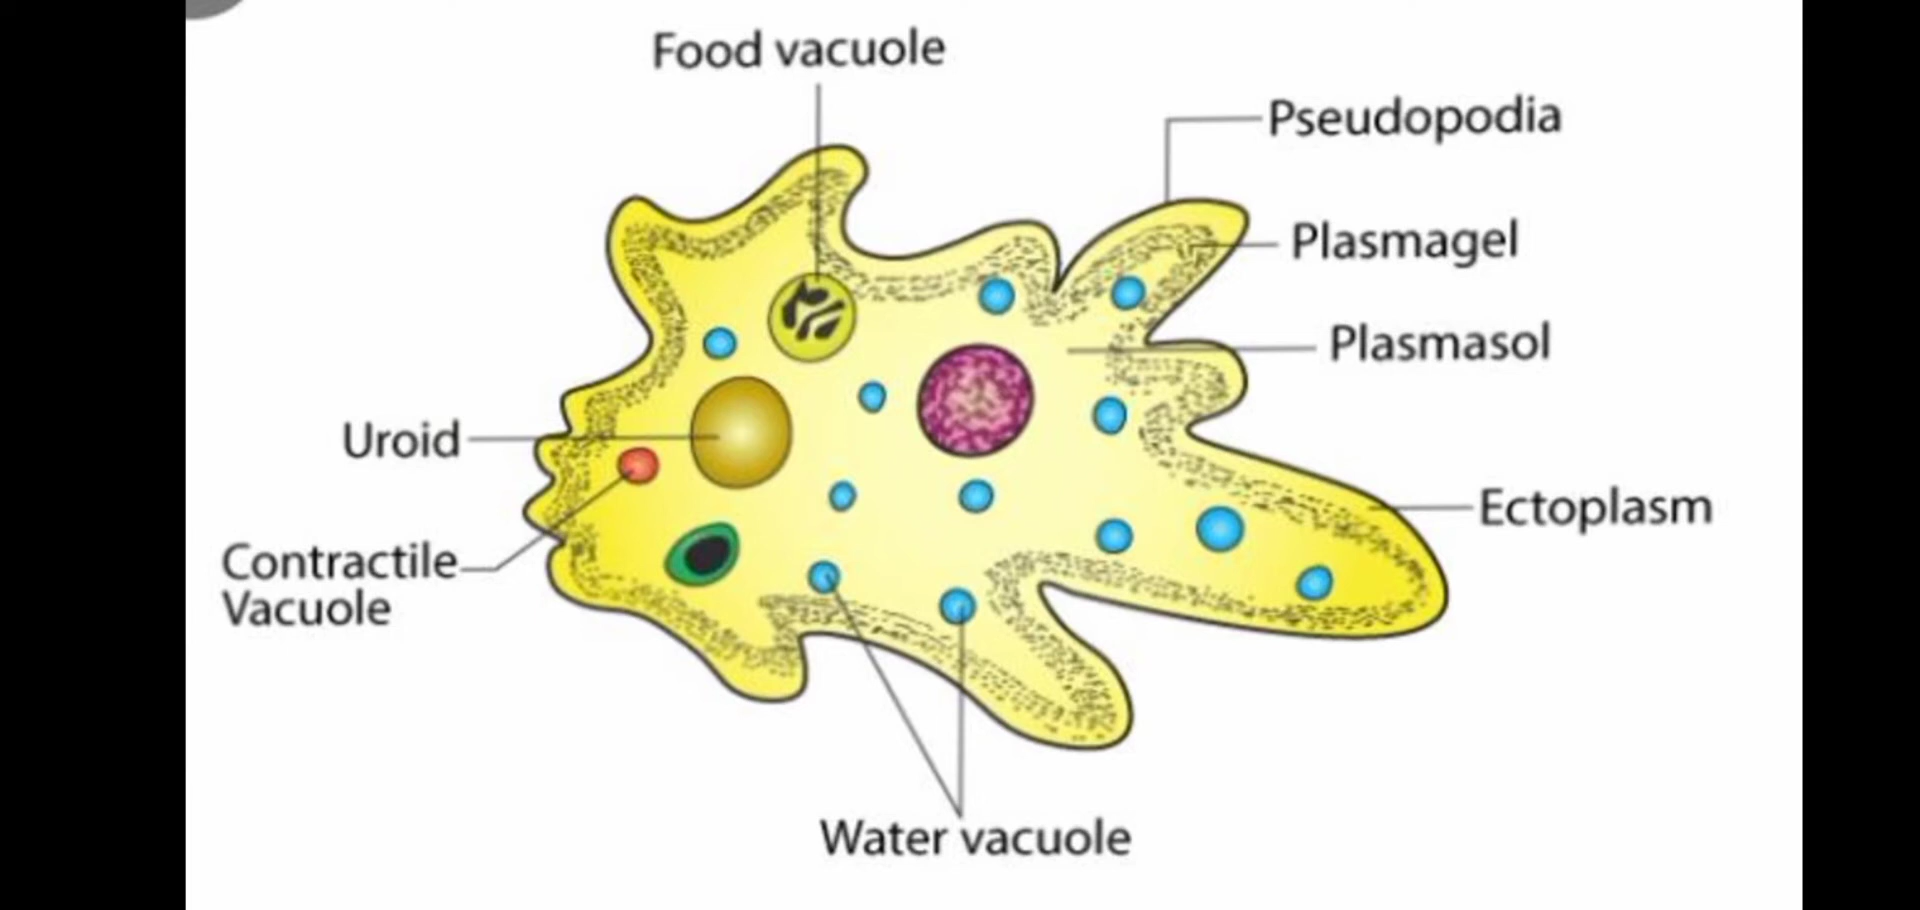 Food vacuole
Pseudopodia
Plasmagel
Plasmasol
Uroid
Ectoplasm
Contractile
Vacuole
Water vacuole